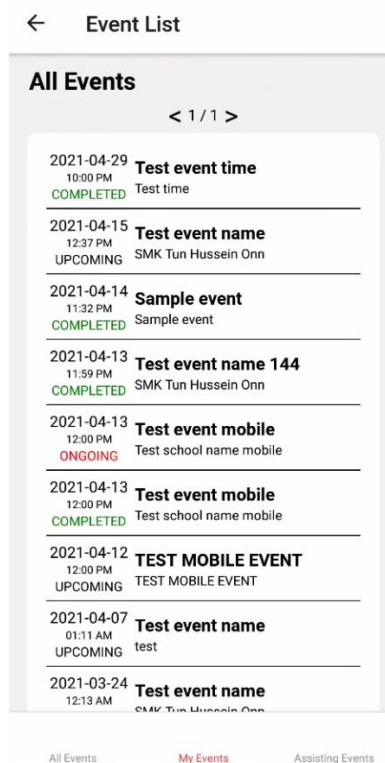 Event List
All Events
< 1 / 1 >
2021-04-29
10:00 PM
COMPLETED
Test event time
Test time
2021-04-15
12:37 PM
UPCOMING
Test event name
SMK Tun Hussein Onn
2021-04-14
11:32 PM
COMPLETED
Sample event
Sample event
2021-04-13
11:59 PM
COMPLETED
Test event name 144
SMK Tun Hussein Onn
2021-04-13
12:00 PM
ONGOING
Test event mobile
Test school name mobile
2021-04-13
12:00 PM
COMPLETED
Test event mobile
Test school name mobile
2021-04-12
12:00 PM
UPCOMING
TEST MOBILE EVENT
TEST MOBILE EVENT
2021-04-07
01:11 AM
UPCOMING
Test event name
test
2021-03-24
12:13 AM
Test event name
SMK Tun Hussein Onn
All Events
My Events
Assisting Events